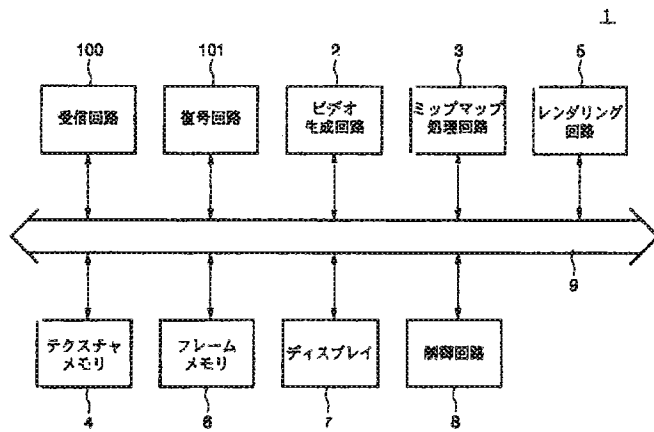 1
100
101
2
3
5
受信回路
復号回路
ビデオ
生成回路
ミップマップ
処理回路
レンダリング
回路
9
テクスチャ
メモリ
フレーム
メモリ
ディスプレイ
制御回路
4
6
7
8